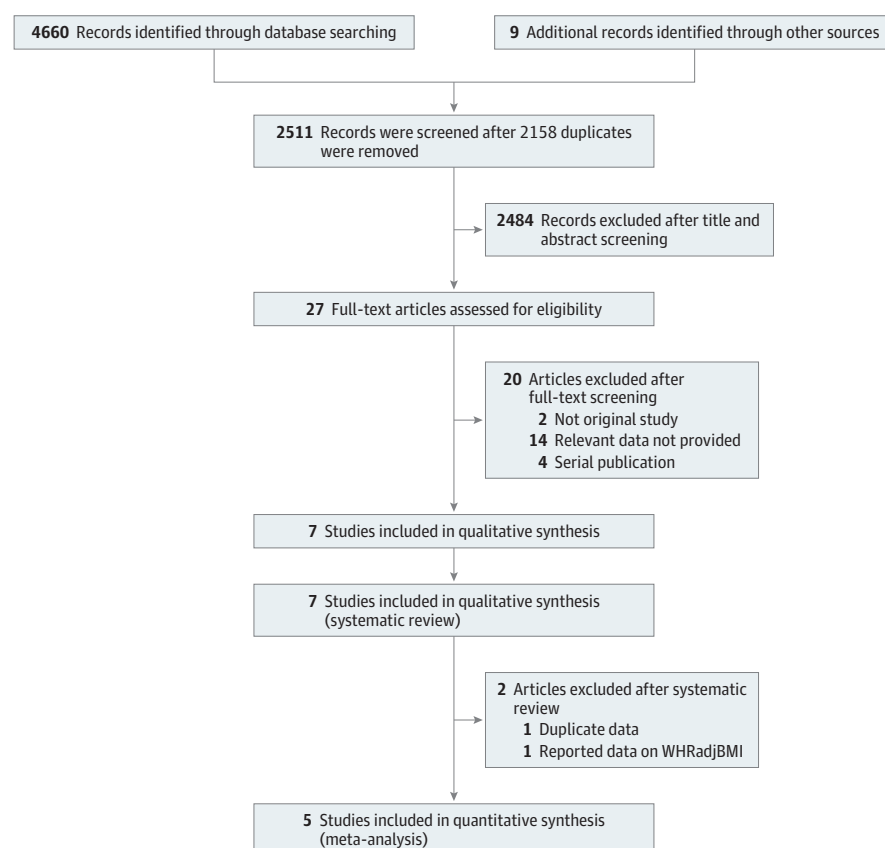 4660 Records identified through database searching
9 Additional records identified through other sources
2511 Records were screened after 2158 duplicates
were removed
2484 Records excluded after title and
abstract screening
27 Full-text articles assessed for eligibility
20 Articles excluded after
full-text screening
2 Not original study
14 Relevant data not provided
4 Serial publication
7 Studies included in qualitative synthesis
7 Studies included in qualitative synthesis
(systematic review)
2 Articles excluded after systematic
review
1 Duplicate data
1 Reported data on WHRadjBMI
5 Studies included in quantitative synthesis
(meta-analysis)